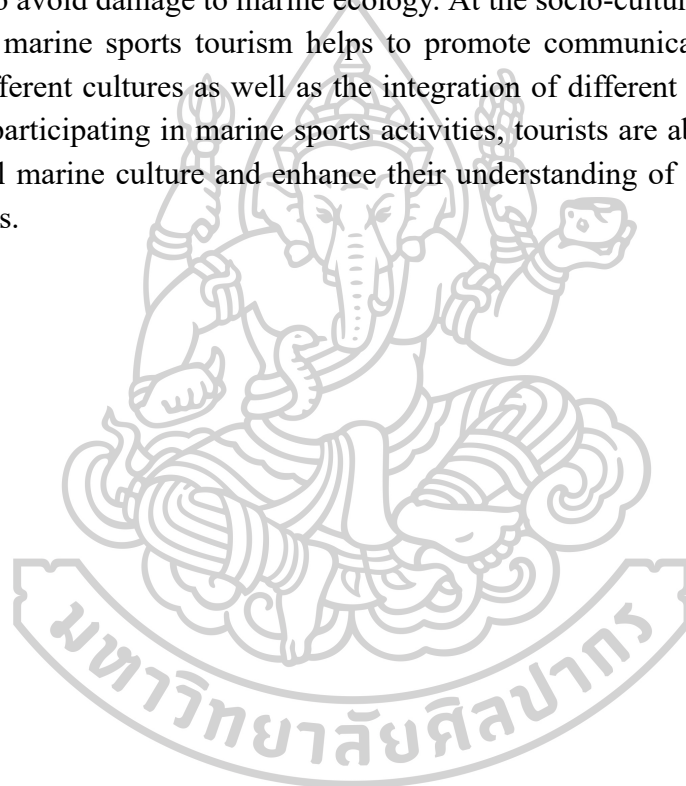 o avoid damage to marine ecology. At the socio-cultur
marine sports tourism helps to promote communica
fferent cultures as well as the integration of different
participating in marine sports activities, tourists are ab
l marine culture and enhance their understanding of
s.
มหาวิทยาลัยศิลปากร